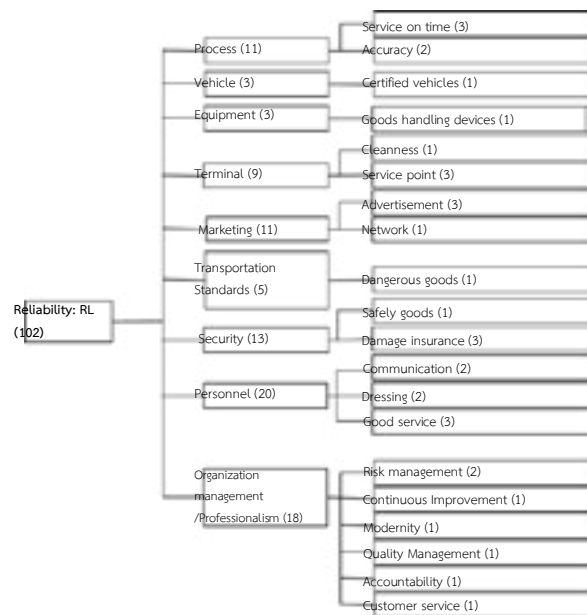 Service on time (3)
Process (11)
Accuracy (2)
Vehicle (3)
Certified vehicles (1)
Equipment (3)
Goods handling devices (1)
Cleanness (1)
Terminal (9)
Service point (3)
Advertisement (3)
Marketing (11)
Network (1)
Transportation
Standards (5)
Dangerous goods (1)
Reliability: RL
(102)
Safely goods (1)
Security (13)
Damage insurance (3)
Communication (2)
Personnel (20)
Dressing (2)
Good service (3)
Organization
management
/Professionalism (18)
Risk management (2)
Continuous Improvement (1)
Modernity (1)
Quality Management (1)
Accountability (1)
Customer service (1)